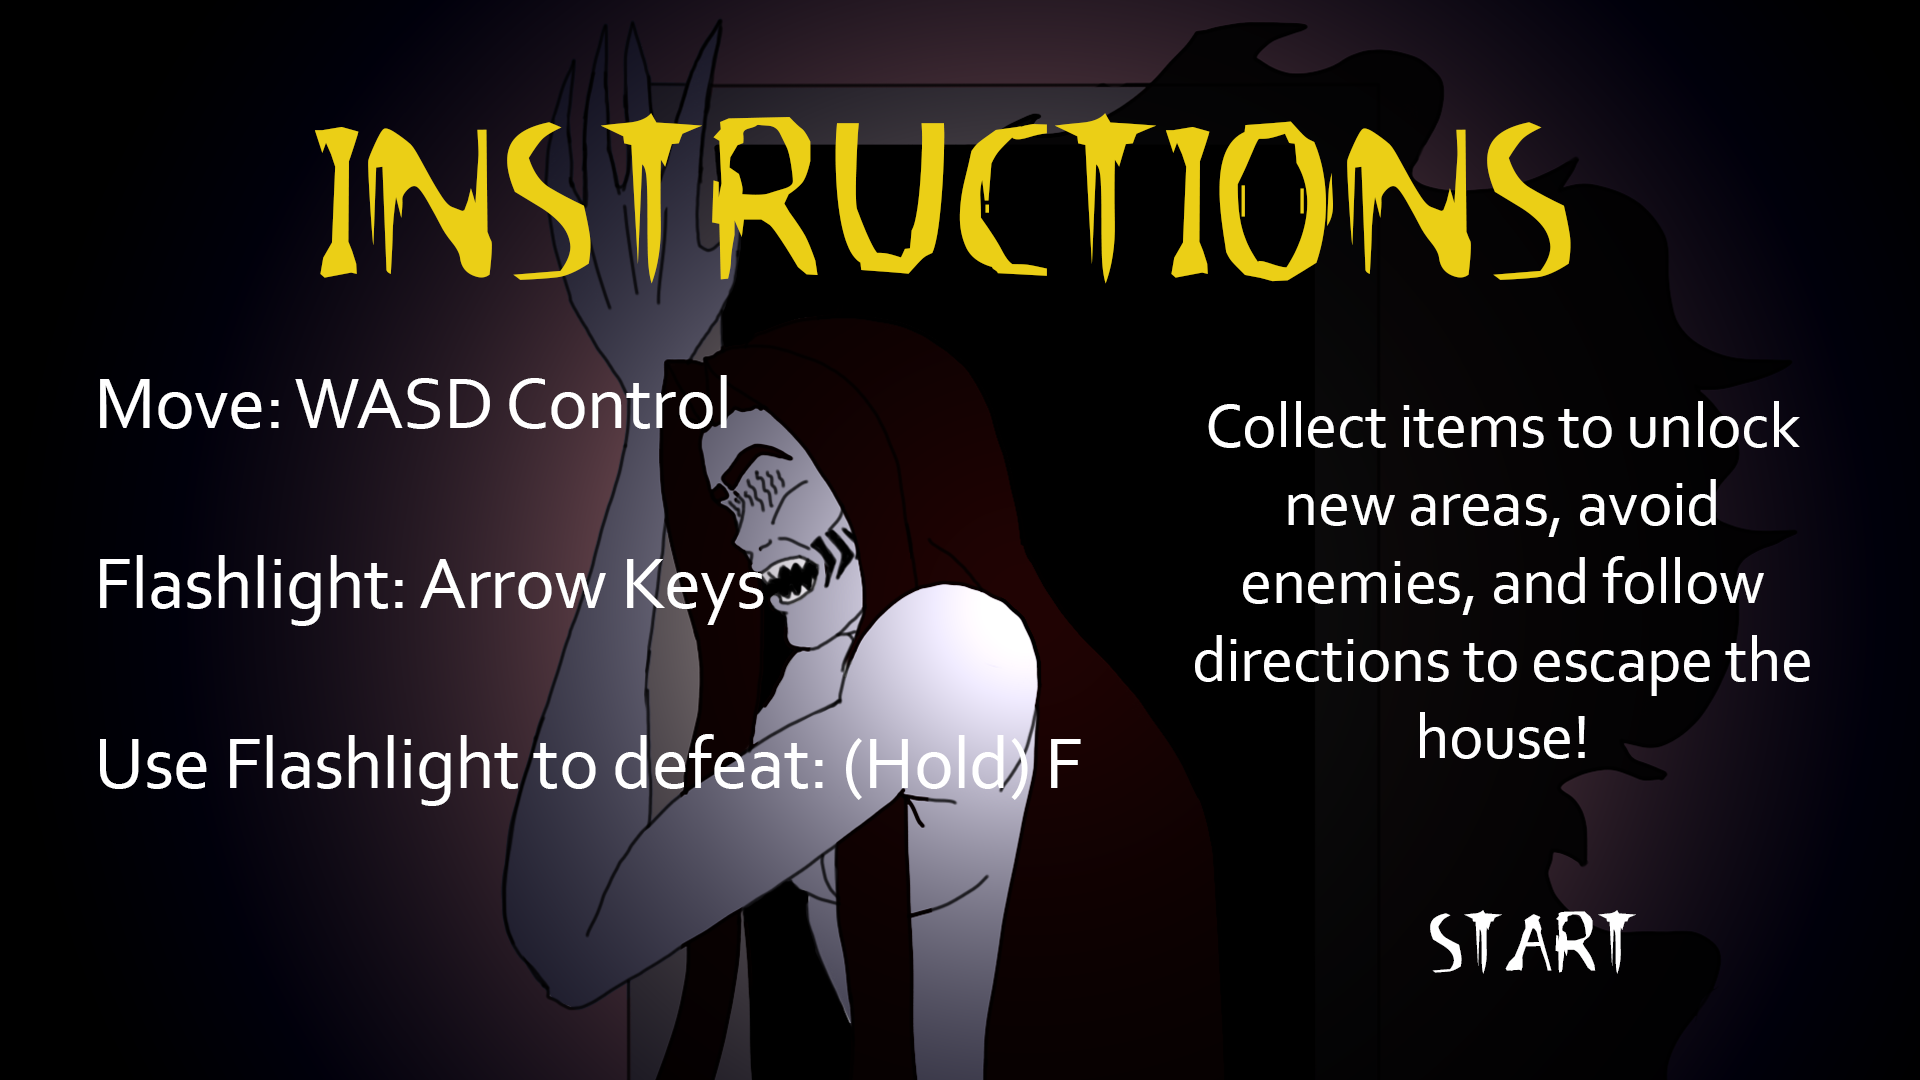 INSTRUCTIONS
Move: WASD Control
Flashlight: Arrow Keys
Use Flashlight to defeat: (Hold) F
Collect items to unlock
new areas, avoid
enemies, and follow
directions to escape the
house!
START